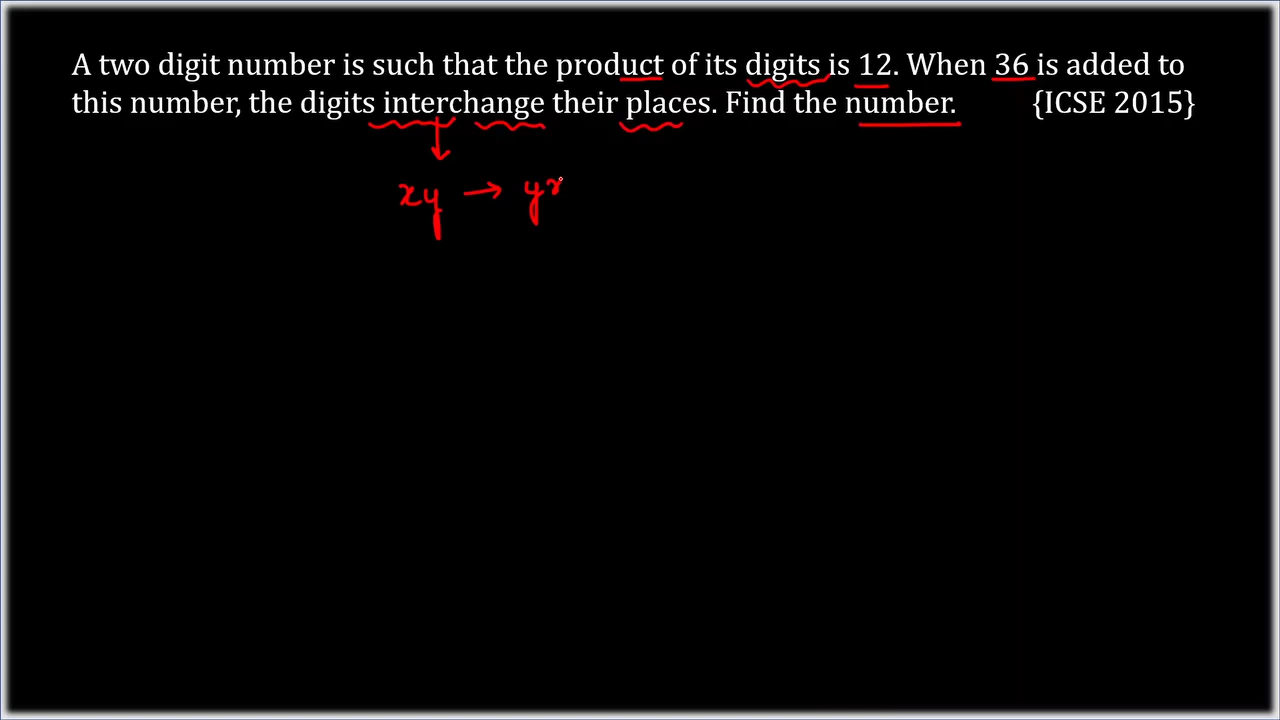 A two digit number is such that the product of its digits is 12. When 36 is added to
this number, the digits interchange their places. Find the number. {ICSE 2015}
xy → yx